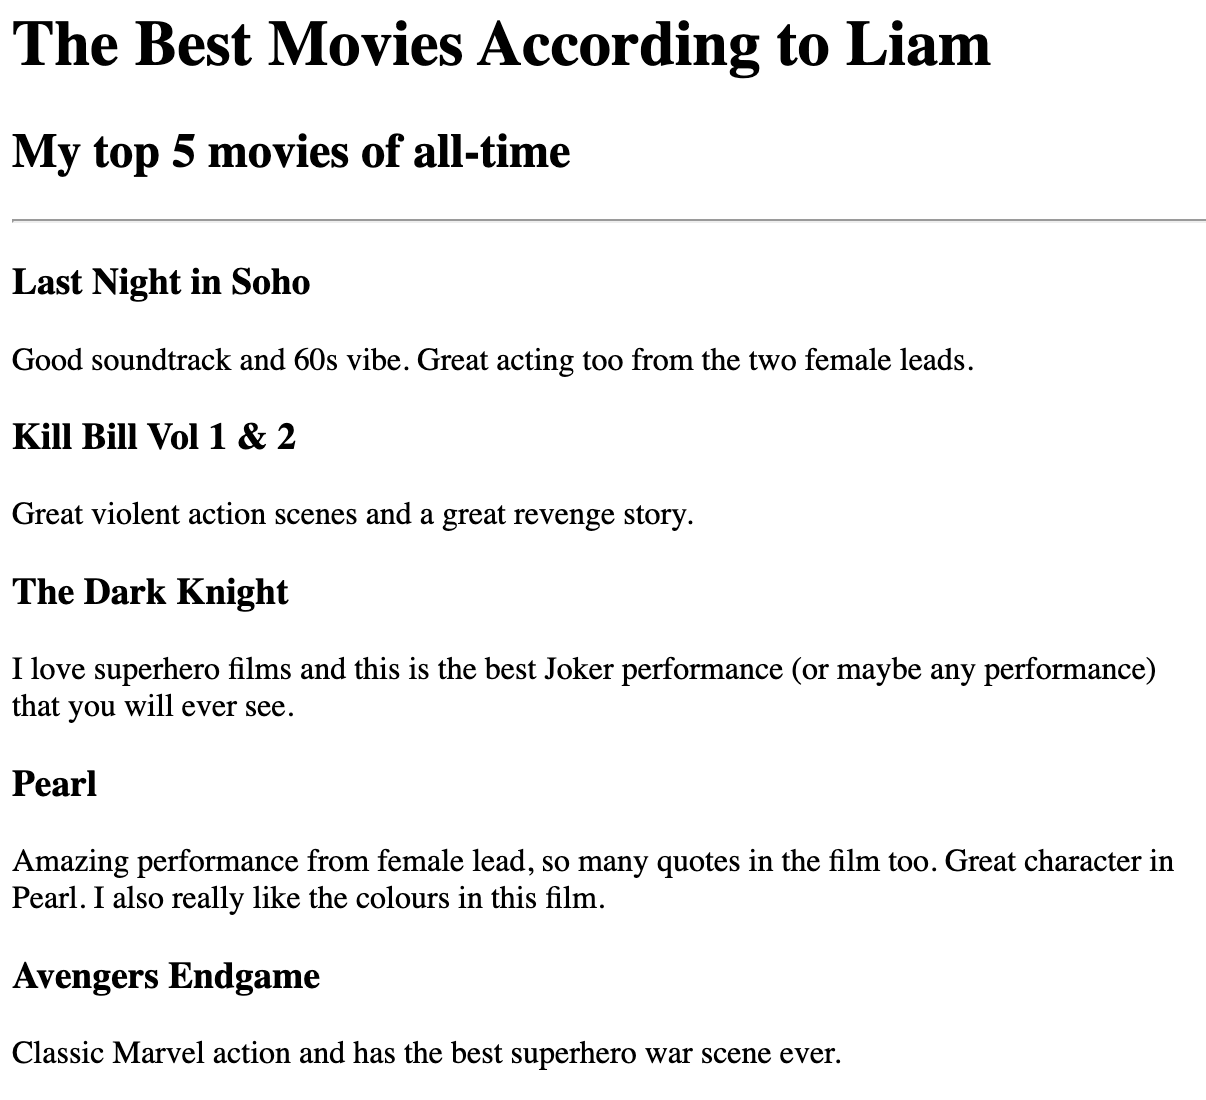 The Best Movies According to Liam
My top 5 movies of all-time
Last Night in Soho
Good soundtrack and 60s vibe. Great acting too from the two female leads.
Kill Bill Vol 1 & 2
Great violent action scenes and a great revenge story.
The Dark Knight
I love superhero films and this is the best Joker performance (or maybe any performance)
that you will ever see.
Pearl
Amazing performance from female lead, so many quotes in the film too. Great character in
Pearl. I also really like the colours in this film.
Avengers Endgame
Classic Marvel action and has the best superhero war scene ever.